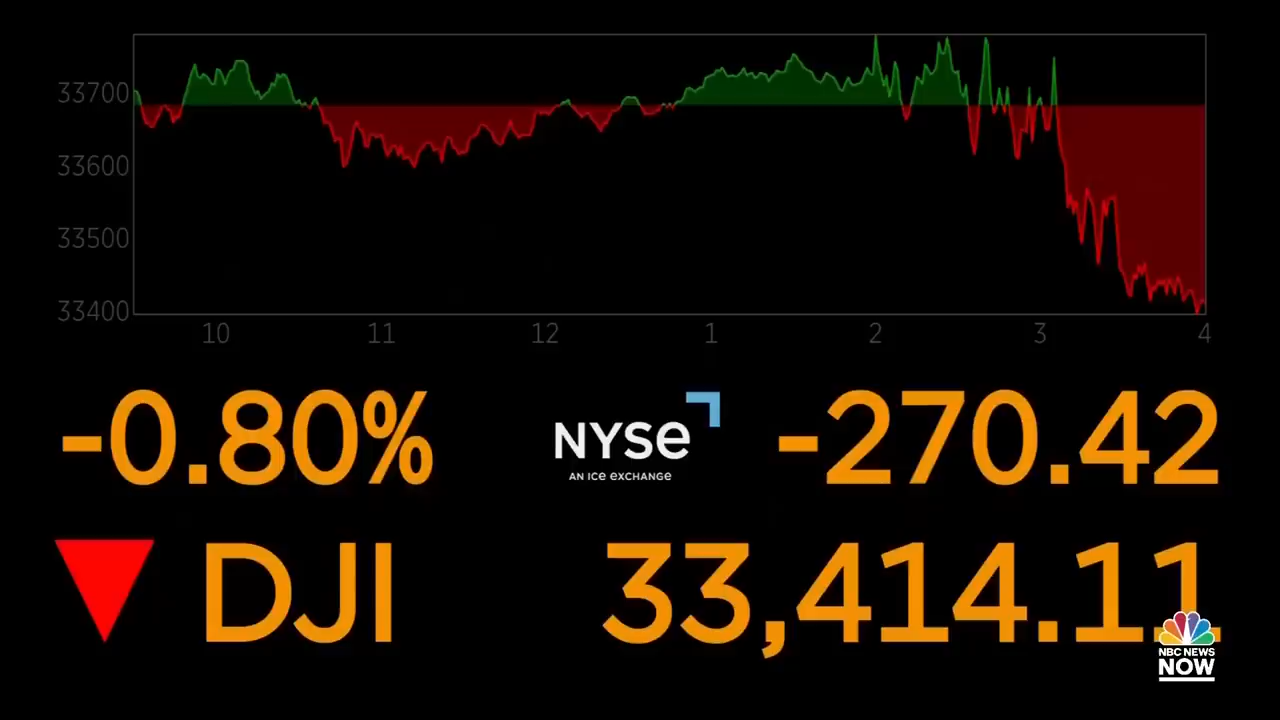 33700
33600
33500
33400
10 11 12 1 2 3 4
-0.80% NYSE -270.42
AN ICE EXCHANGE
DJI 33,414.11
NBC NEWS
NOW